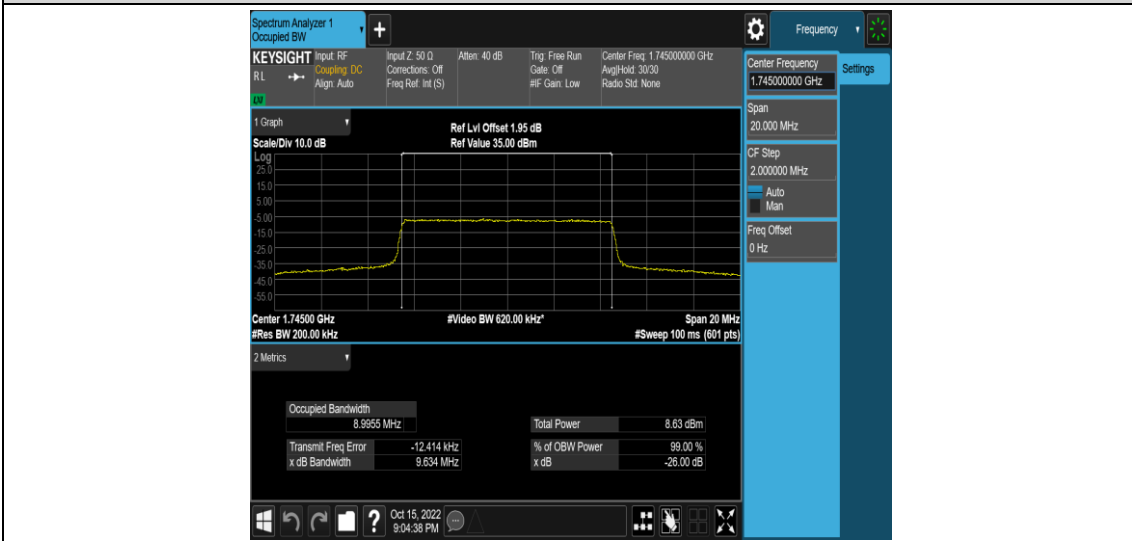 Spectrum Analyzer 1
Occupied BW
+
Frequency
KEYSIGHT
R L
LXI
Input: RF
Coupling: DC
Align: Auto
Input Z: 50 Ω
Corrections: Off
Freq Ref: Int (S)
Atten: 40 dB
Trig: Free Run
Gate: Off
#IF Gain: Low
Center Freq: 1.745000000 GHz
Avg|Hold: 30/30
Radio Std: None
Center Frequency
1.745000000 GHz
Settings
Span
20.000 MHz
CF Step
2.000000 MHz
Auto
Man
Freq Offset
0 Hz
1 Graph
Scale/Div 10.0 dB
Ref Lvl Offset 1.95 dB
Ref Value 35.00 dBm
Log
25.0
15.0
5.00
-5.00
-15.0
-25.0
-35.0
-45.0
-55.0
Center 1.74500 GHz
#Video BW 620.00 kHz*
Span 20 MHz
#Res BW 200.00 kHz
#Sweep 100 ms (601 pts)
2 Metrics
Occupied Bandwidth
8.9955 MHz
Total Power 8.63 dBm
Transmit Freq Error -12.414 kHz
% of OBW Power 99.00 %
x dB Bandwidth 9.634 MHz
x dB -26.00 dB
?
Oct 15, 2022
9:04:38 PM